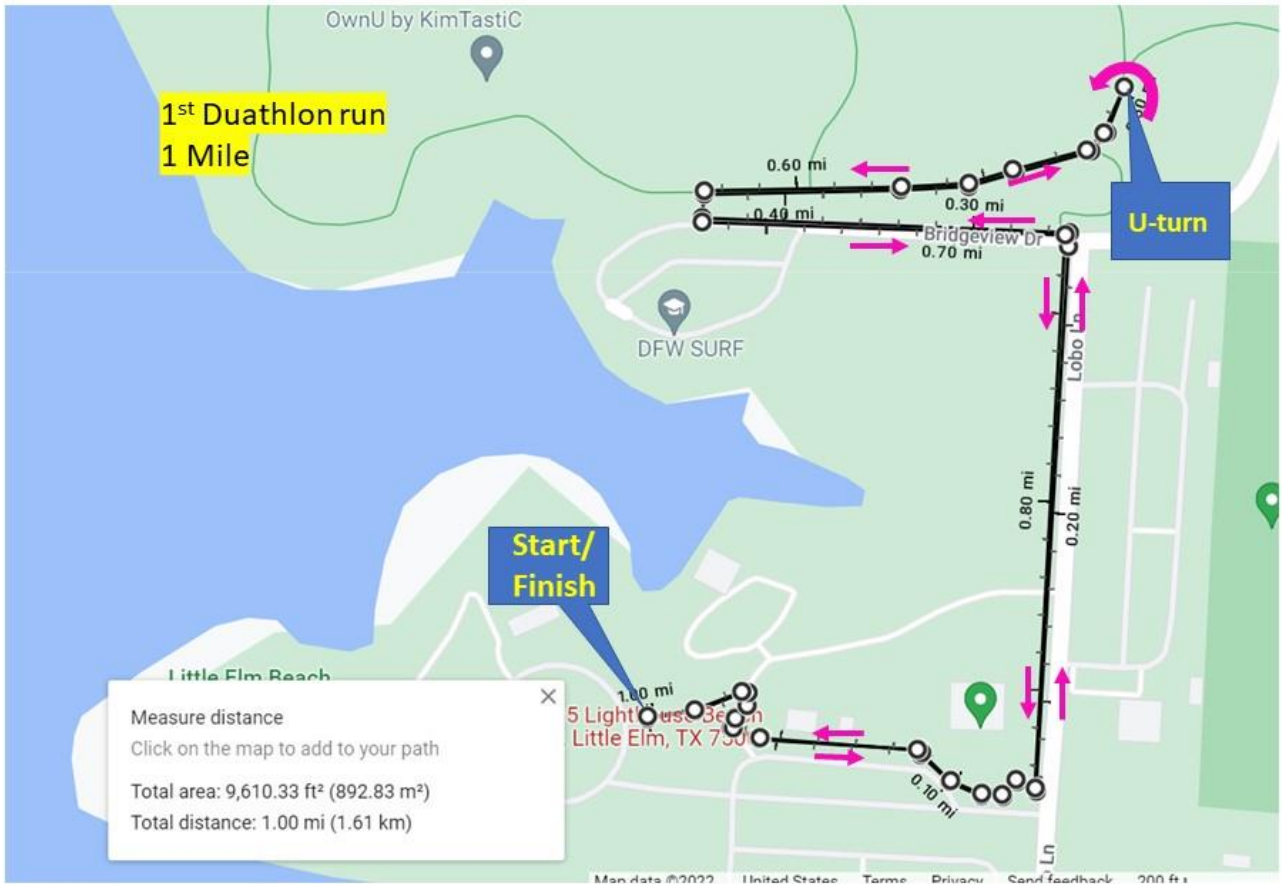 OwnU by KimTastiC
1st Duathlon run
1 Mile
0.60 mi
0.30 mi
0.40 mi
U-turn
Bridgeview Dr
0.70 mi
Lobo Ln
DFW SURF
0.80 mi
0.20 mi
Start/
Finish
Little Elm Beach
1.00 mi
5 Lighthouse Beach
Little Elm, TX 750
0.10 mi
Measure distance
Click on the map to add to your path
Total area: 9,610.33 ft² (892.83 m²)
Total distance: 1.00 mi (1.61 km)
Ln
Map data ©2022 United States Terms Privacy Send feedback 200 ft